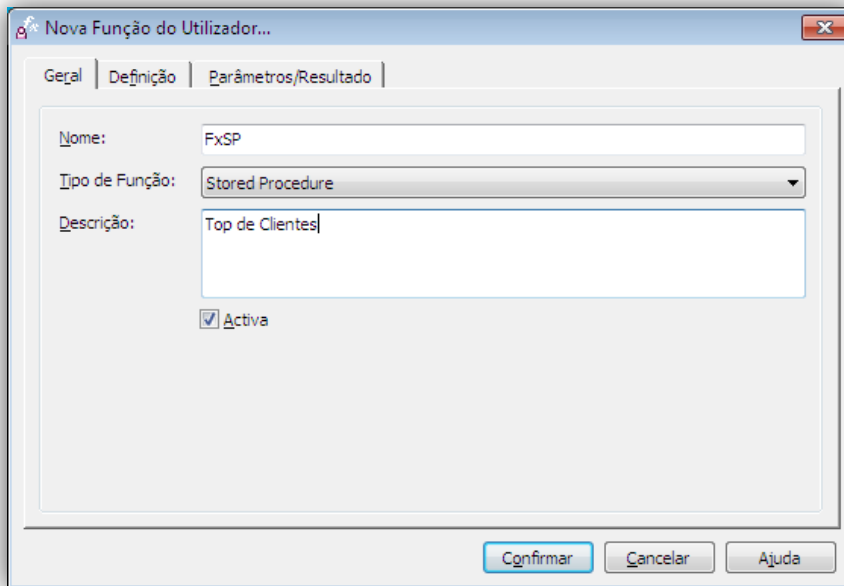 Nova Função do Utilizador...
Geral Definição Parâmetros/Resultado
Nome: FxSP
Tipo de Função: Stored Procedure
Descrição: Top de Clientes
Activa
Confirmar Cancelar Ajuda